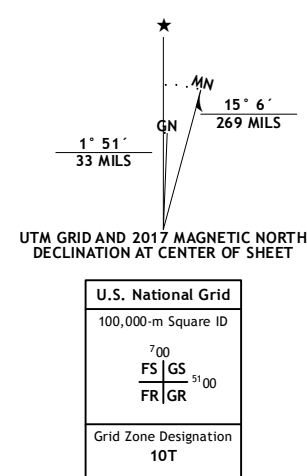 MN
GN
15° 6´
269 MILS
1° 51´
33 MILS
UTM GRID AND 2017 MAGNETIC NORTH
DECLINATION AT CENTER OF SHEET
U.S. National Grid
100,000-m Square ID
⁷00
FS GS
⁵¹00
FR GR
Grid Zone Designation
10T